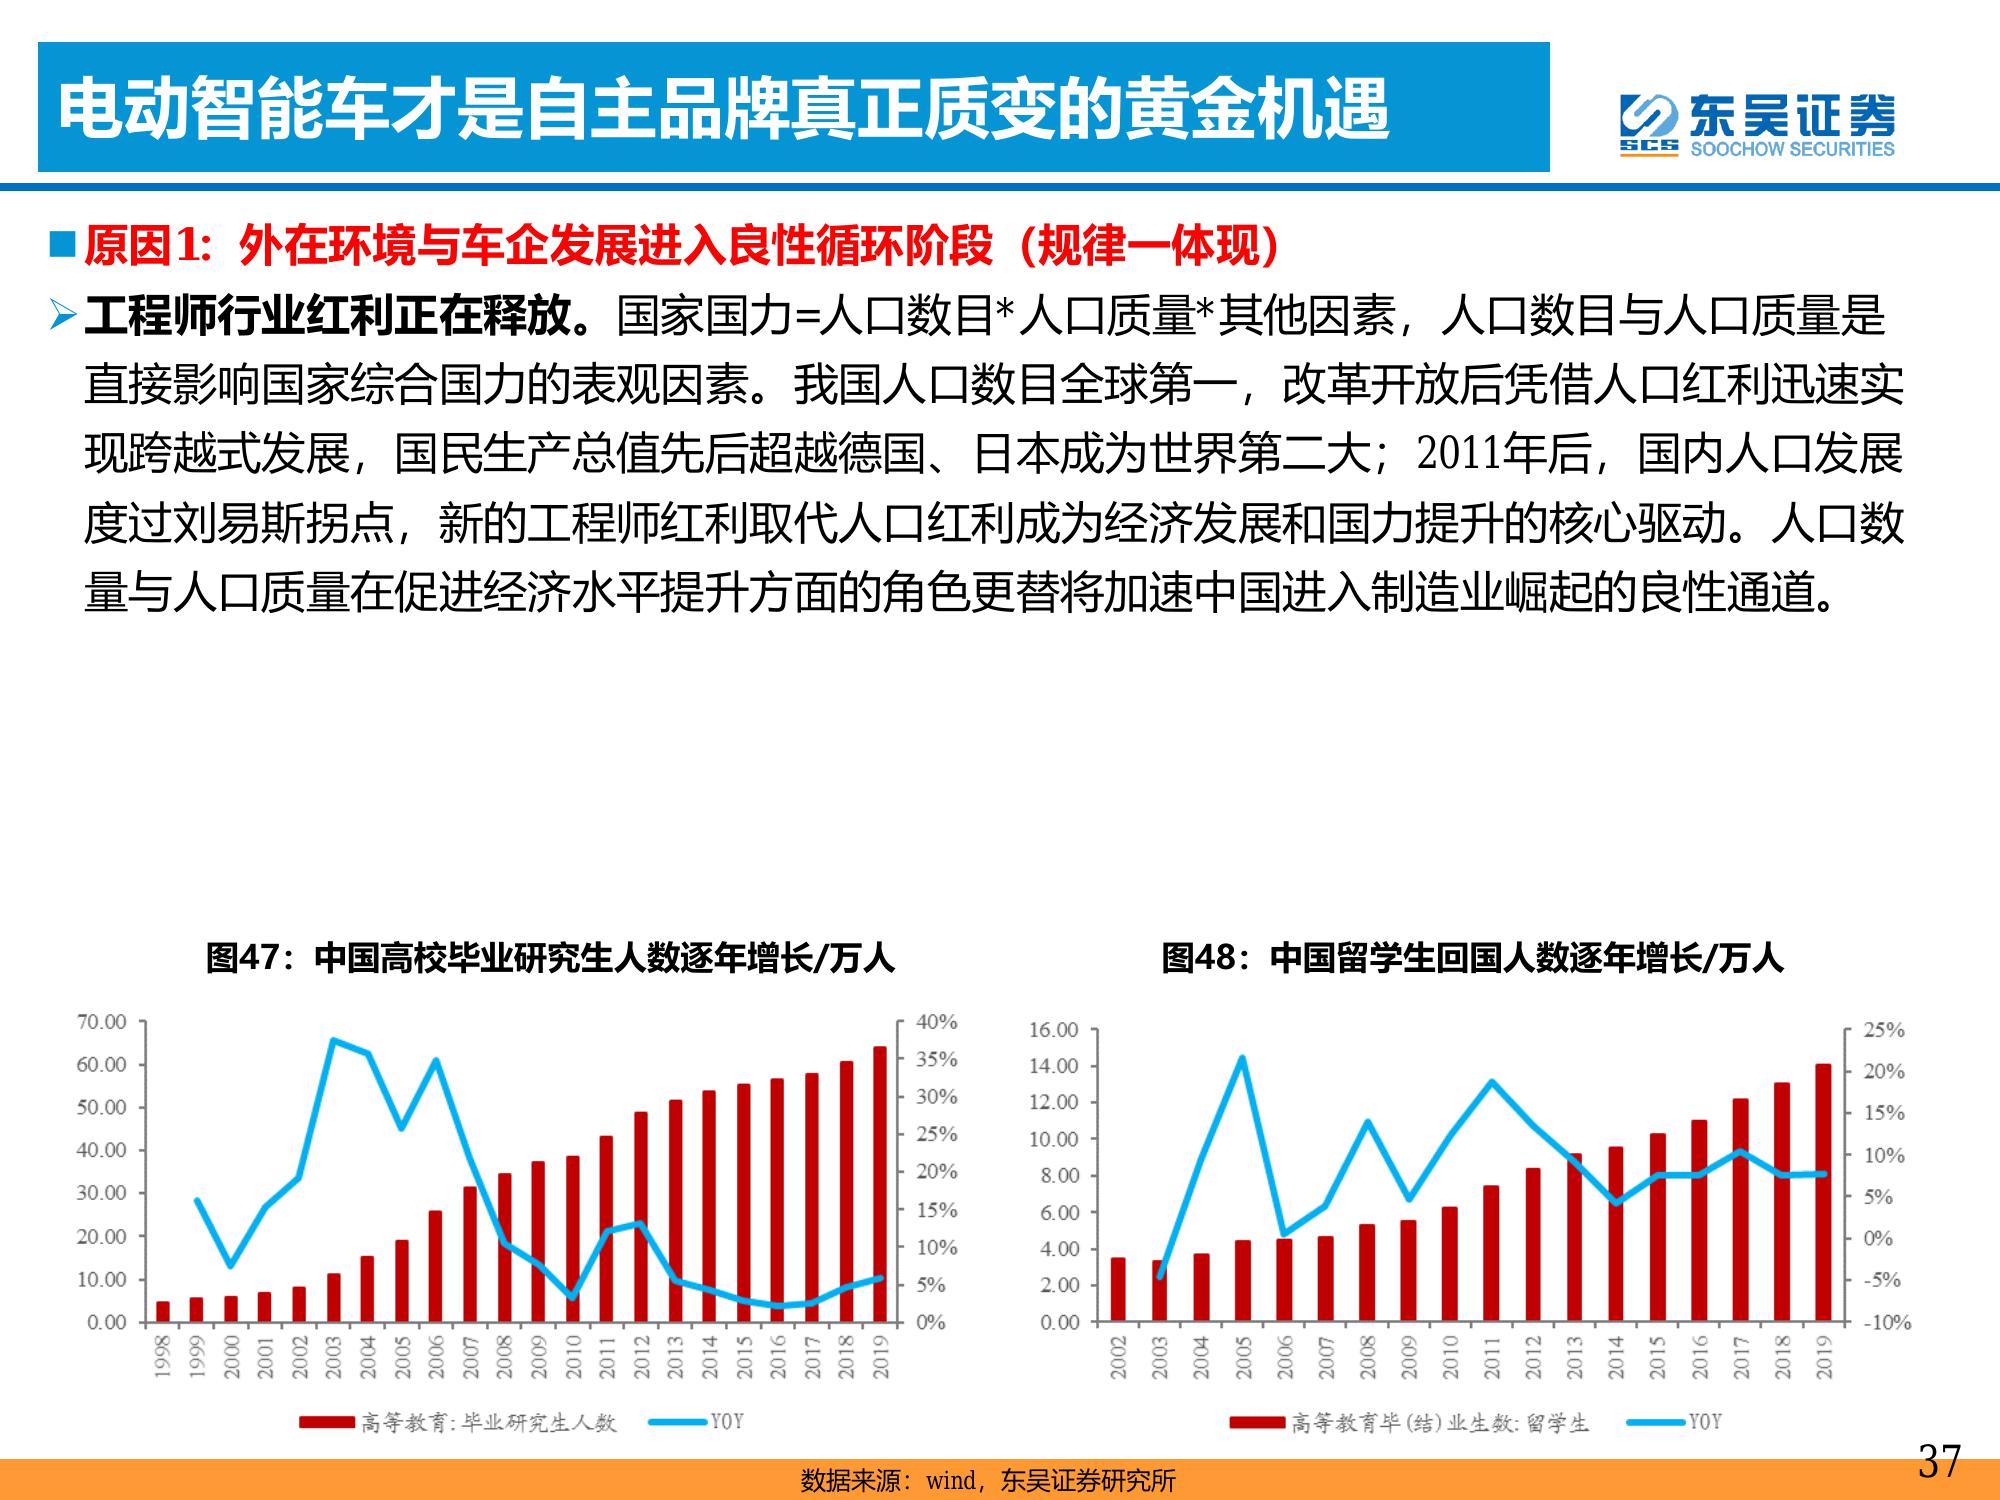 电动智能车才是自主品牌真正质变的黄金机遇
东吴证券
SCS
SOOCHOW SECURITIES
原因1：外在环境与车企发展进入良性循环阶段（规律一体现）
工程师行业红利正在释放。国家国力=人口数目*人口质量*其他因素，人口数目与人口质量是
直接影响国家综合国力的表观因素。我国人口数目全球第一，改革开放后凭借人口红利迅速实
现跨越式发展，国民生产总值先后超越德国、日本成为世界第二大；2011年后，国内人口发展
度过刘易斯拐点，新的工程师红利取代人口红利成为经济发展和国力提升的核心驱动。人口数
量与人口质量在促进经济水平提升方面的角色更替将加速中国进入制造业崛起的良性通道。
图47：中国高校毕业研究生人数逐年增长/万人
70.00
60.00
50.00
40.00
30.00
20.00
10.00
0.00
40%
35%
30%
25%
20%
15%
10%
5%
0%
1998 1999 2000 2001 2002 2003 2004 2005 2006 2007 2008 2009 2010 2011 2012 2013 2014 2015 2016 2017 2018 2019
高等教育:毕业研究生人数 YOY
图48：中国留学生回国人数逐年增长/万人
16.00
14.00
12.00
10.00
8.00
6.00
4.00
2.00
0.00
25%
20%
15%
10%
5%
0%
-5%
-10%
2002 2003 2004 2005 2006 2007 2008 2009 2010 2011 2012 2013 2014 2015 2016 2017 2018 2019
高等教育毕(结)业生数:留学生 YOY
数据来源：wind，东吴证券研究所
37